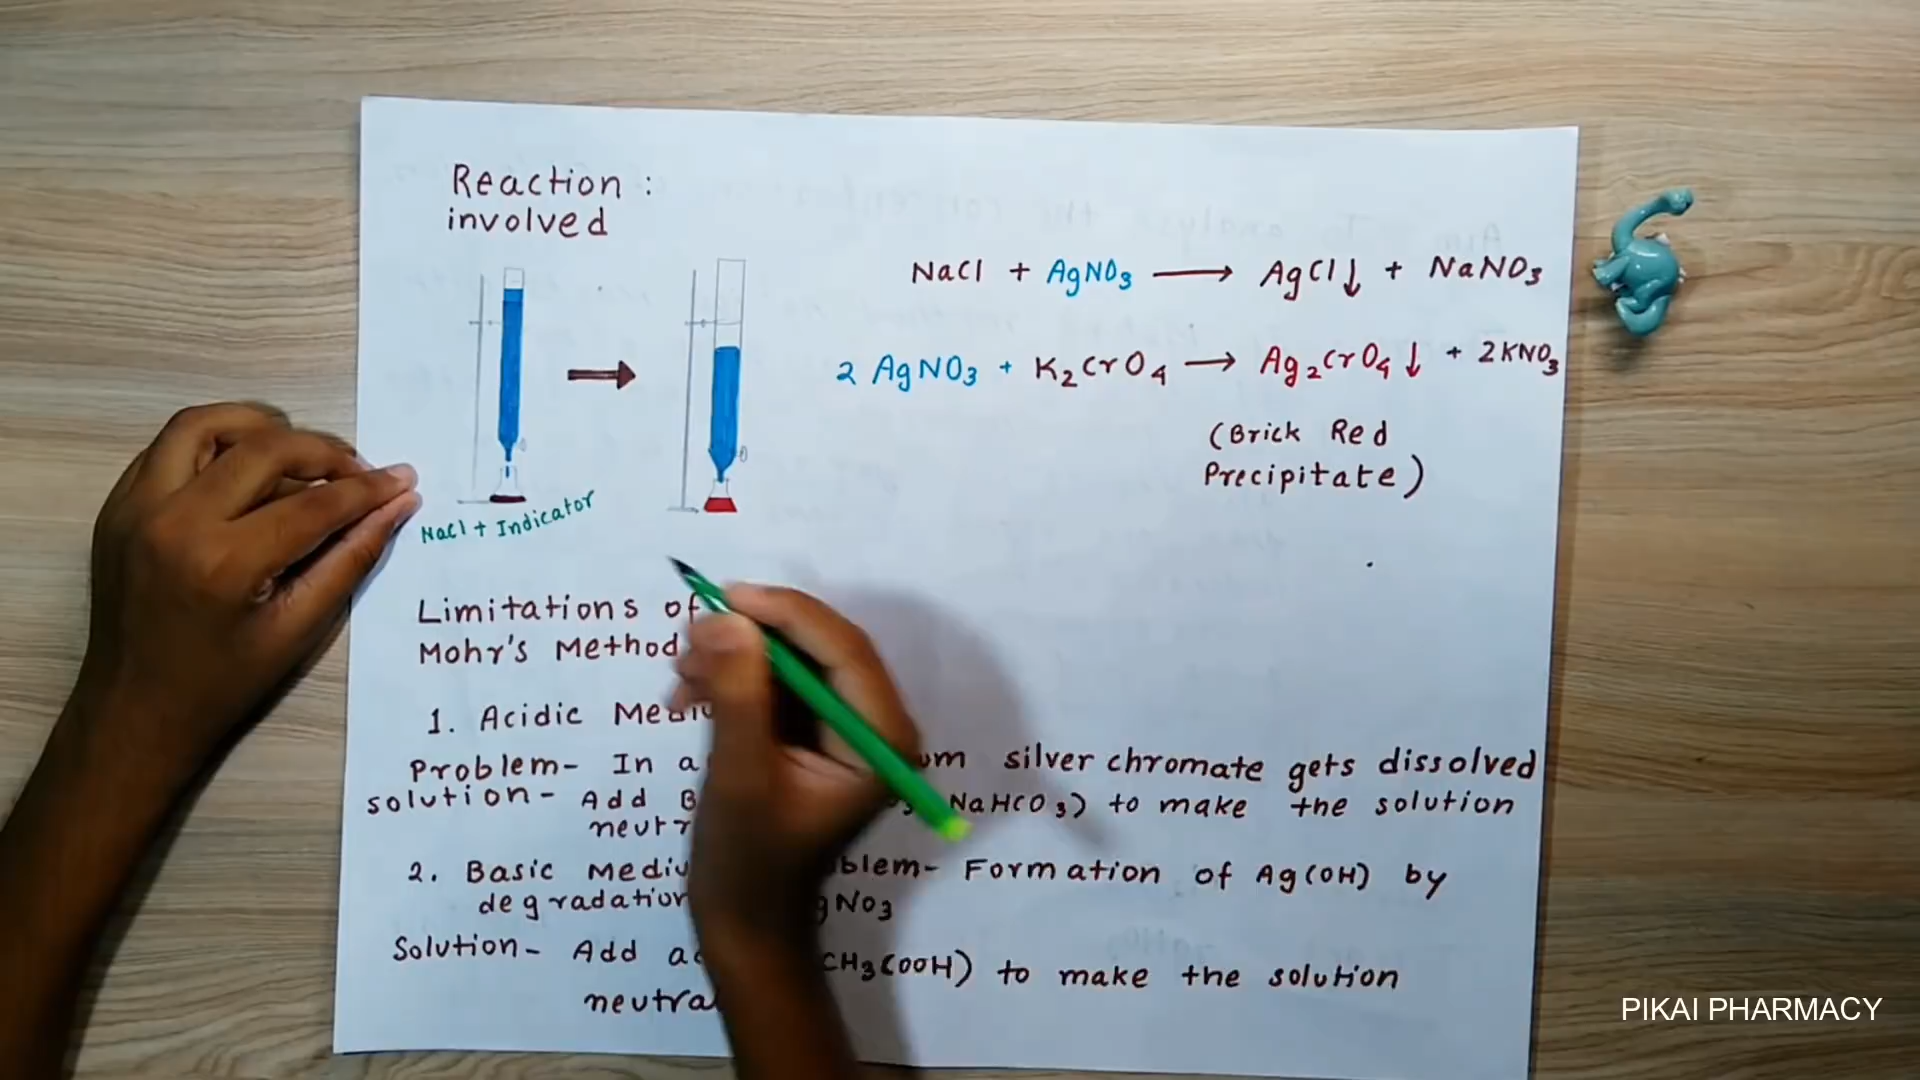 Reaction :
involved
NaCl + AgNO₃ ⟶ AgCl↓ + NaNO₃
2 AgNO₃ + K₂CrO₄ ⟶ Ag₂CrO₄↓ + 2KNO₃
(Brick Red
Precipitate)
NaCl + Indicator
Limitations of
Mohr's Method
1. Acidic
Problem- In silver chromate gets dissolved
solution- Add NaHCO₃) to make the solution
2. Basic Formation of Ag(OH) by
Solution- Add CH₃COOH) to make the solution
PIKAI PHARMACY